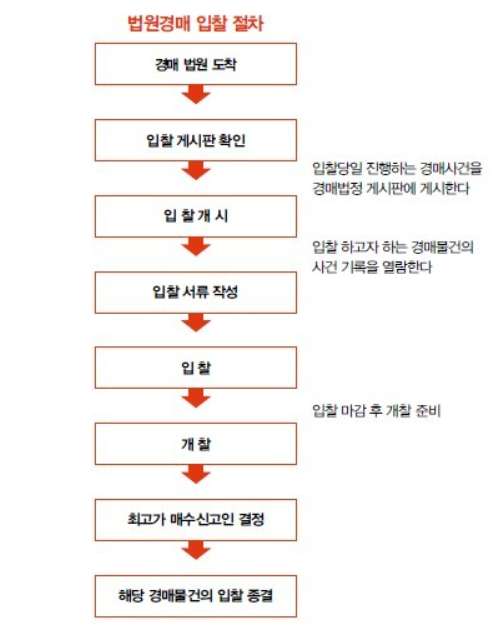 법원경매 입찰 절차
경매 법원 도착
입찰 게시판 확인
입찰당일 진행하는 경매사건을
경매법정 게시판에 게시한다
입 찰 개 시
입찰 하고자 하는 경매물건의
사건 기록을 열람한다
입찰 서류 작성
입 찰
입찰 마감 후 개찰 준비
개 찰
최고가 매수신고인 결정
해당 경매물건의 입찰 종결